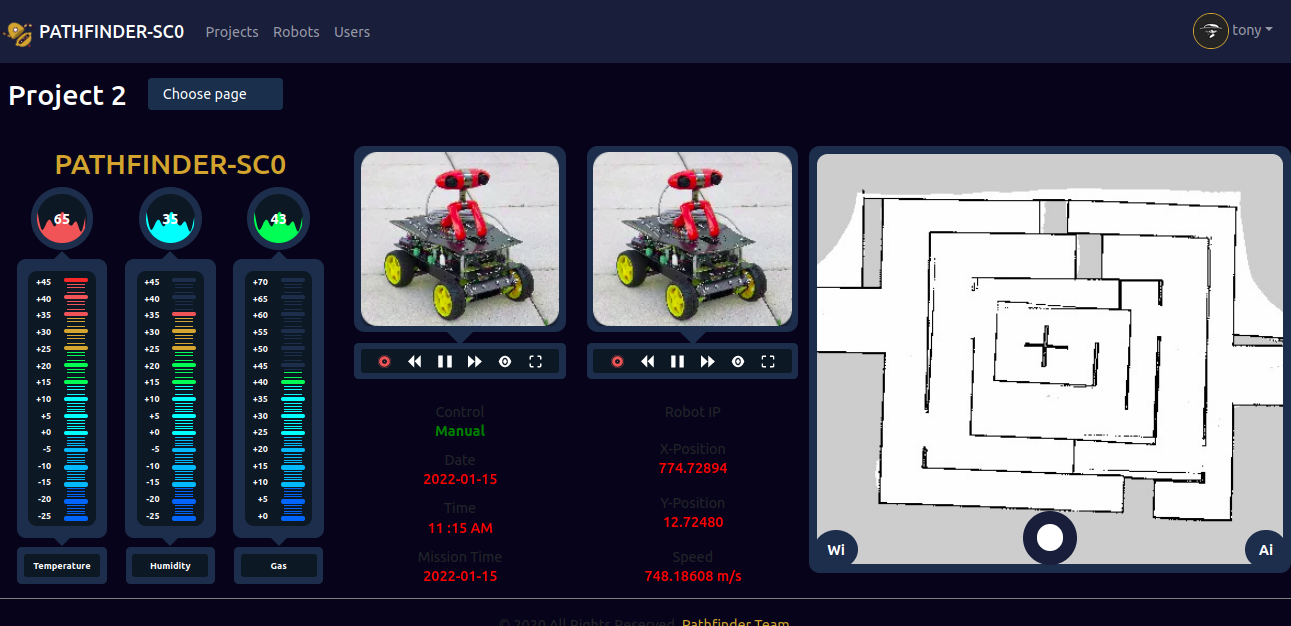 PATHFINDER-SC0 Projects Robots Users tony
Project 2 Choose page
PATHFINDER-SC0
65 35 43
+45
+40
+35
+30
+25
+20
+15
+10
+5
+0
-5
-10
-15
-20
-25
Temperature
+45
+40
+35
+30
+25
+20
+15
+10
+5
+0
-5
-10
-15
-20
-25
Humidity
+70
+65
+60
+55
+50
+45
+40
+35
+30
+25
+20
+15
+10
+5
+0
Gas
Control
Manual
Date
2022-01-15
Time
11 :15 AM
Mission Time
2022-01-15
Robot IP
X-Position
774.72894
Y-Position
12.72480
Speed
748.18608 m/s
Wi
Ai
© 2020 All Rights Reserved. Pathfinder Team